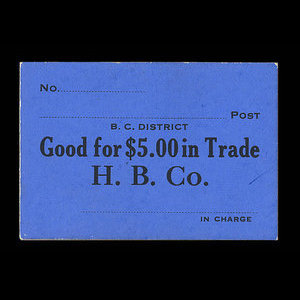 No.
Post
B. C. DISTRICT
Good for $5.00 in Trade
H. B. Co.
IN CHARGE